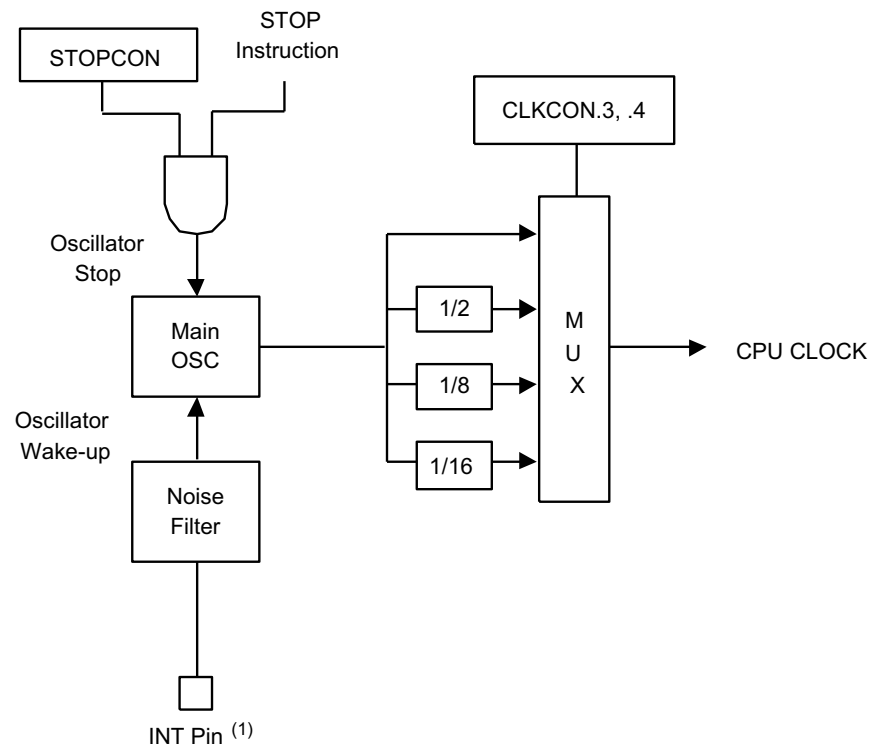 STOP
Instruction
STOPCON
CLKCON.3, .4
Oscillator
Stop
Main
OSC
1/2
1/8
1/16
M
U
X
CPU CLOCK
Oscillator
Wake-up
Noise
Filter
INT Pin (1)